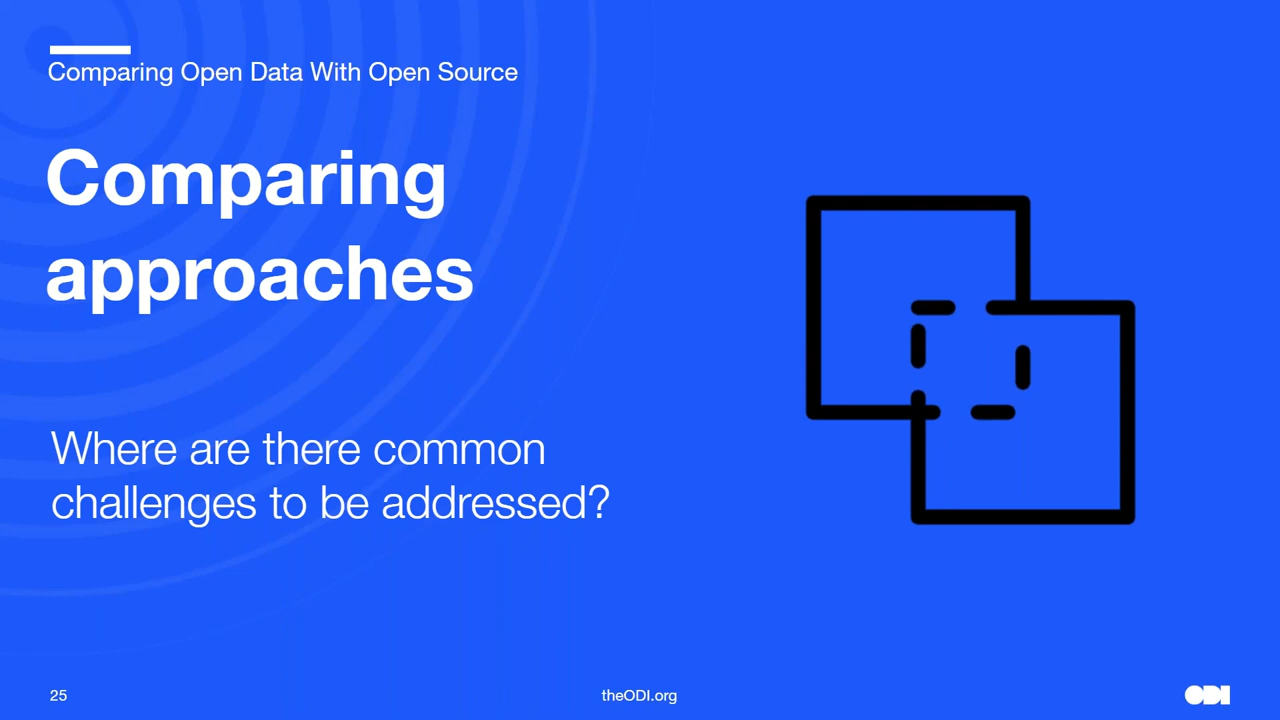 Comparing Open Data With Open Source
Comparing
approaches
Where are there common
challenges to be addressed?
25
theODI.org
ODI